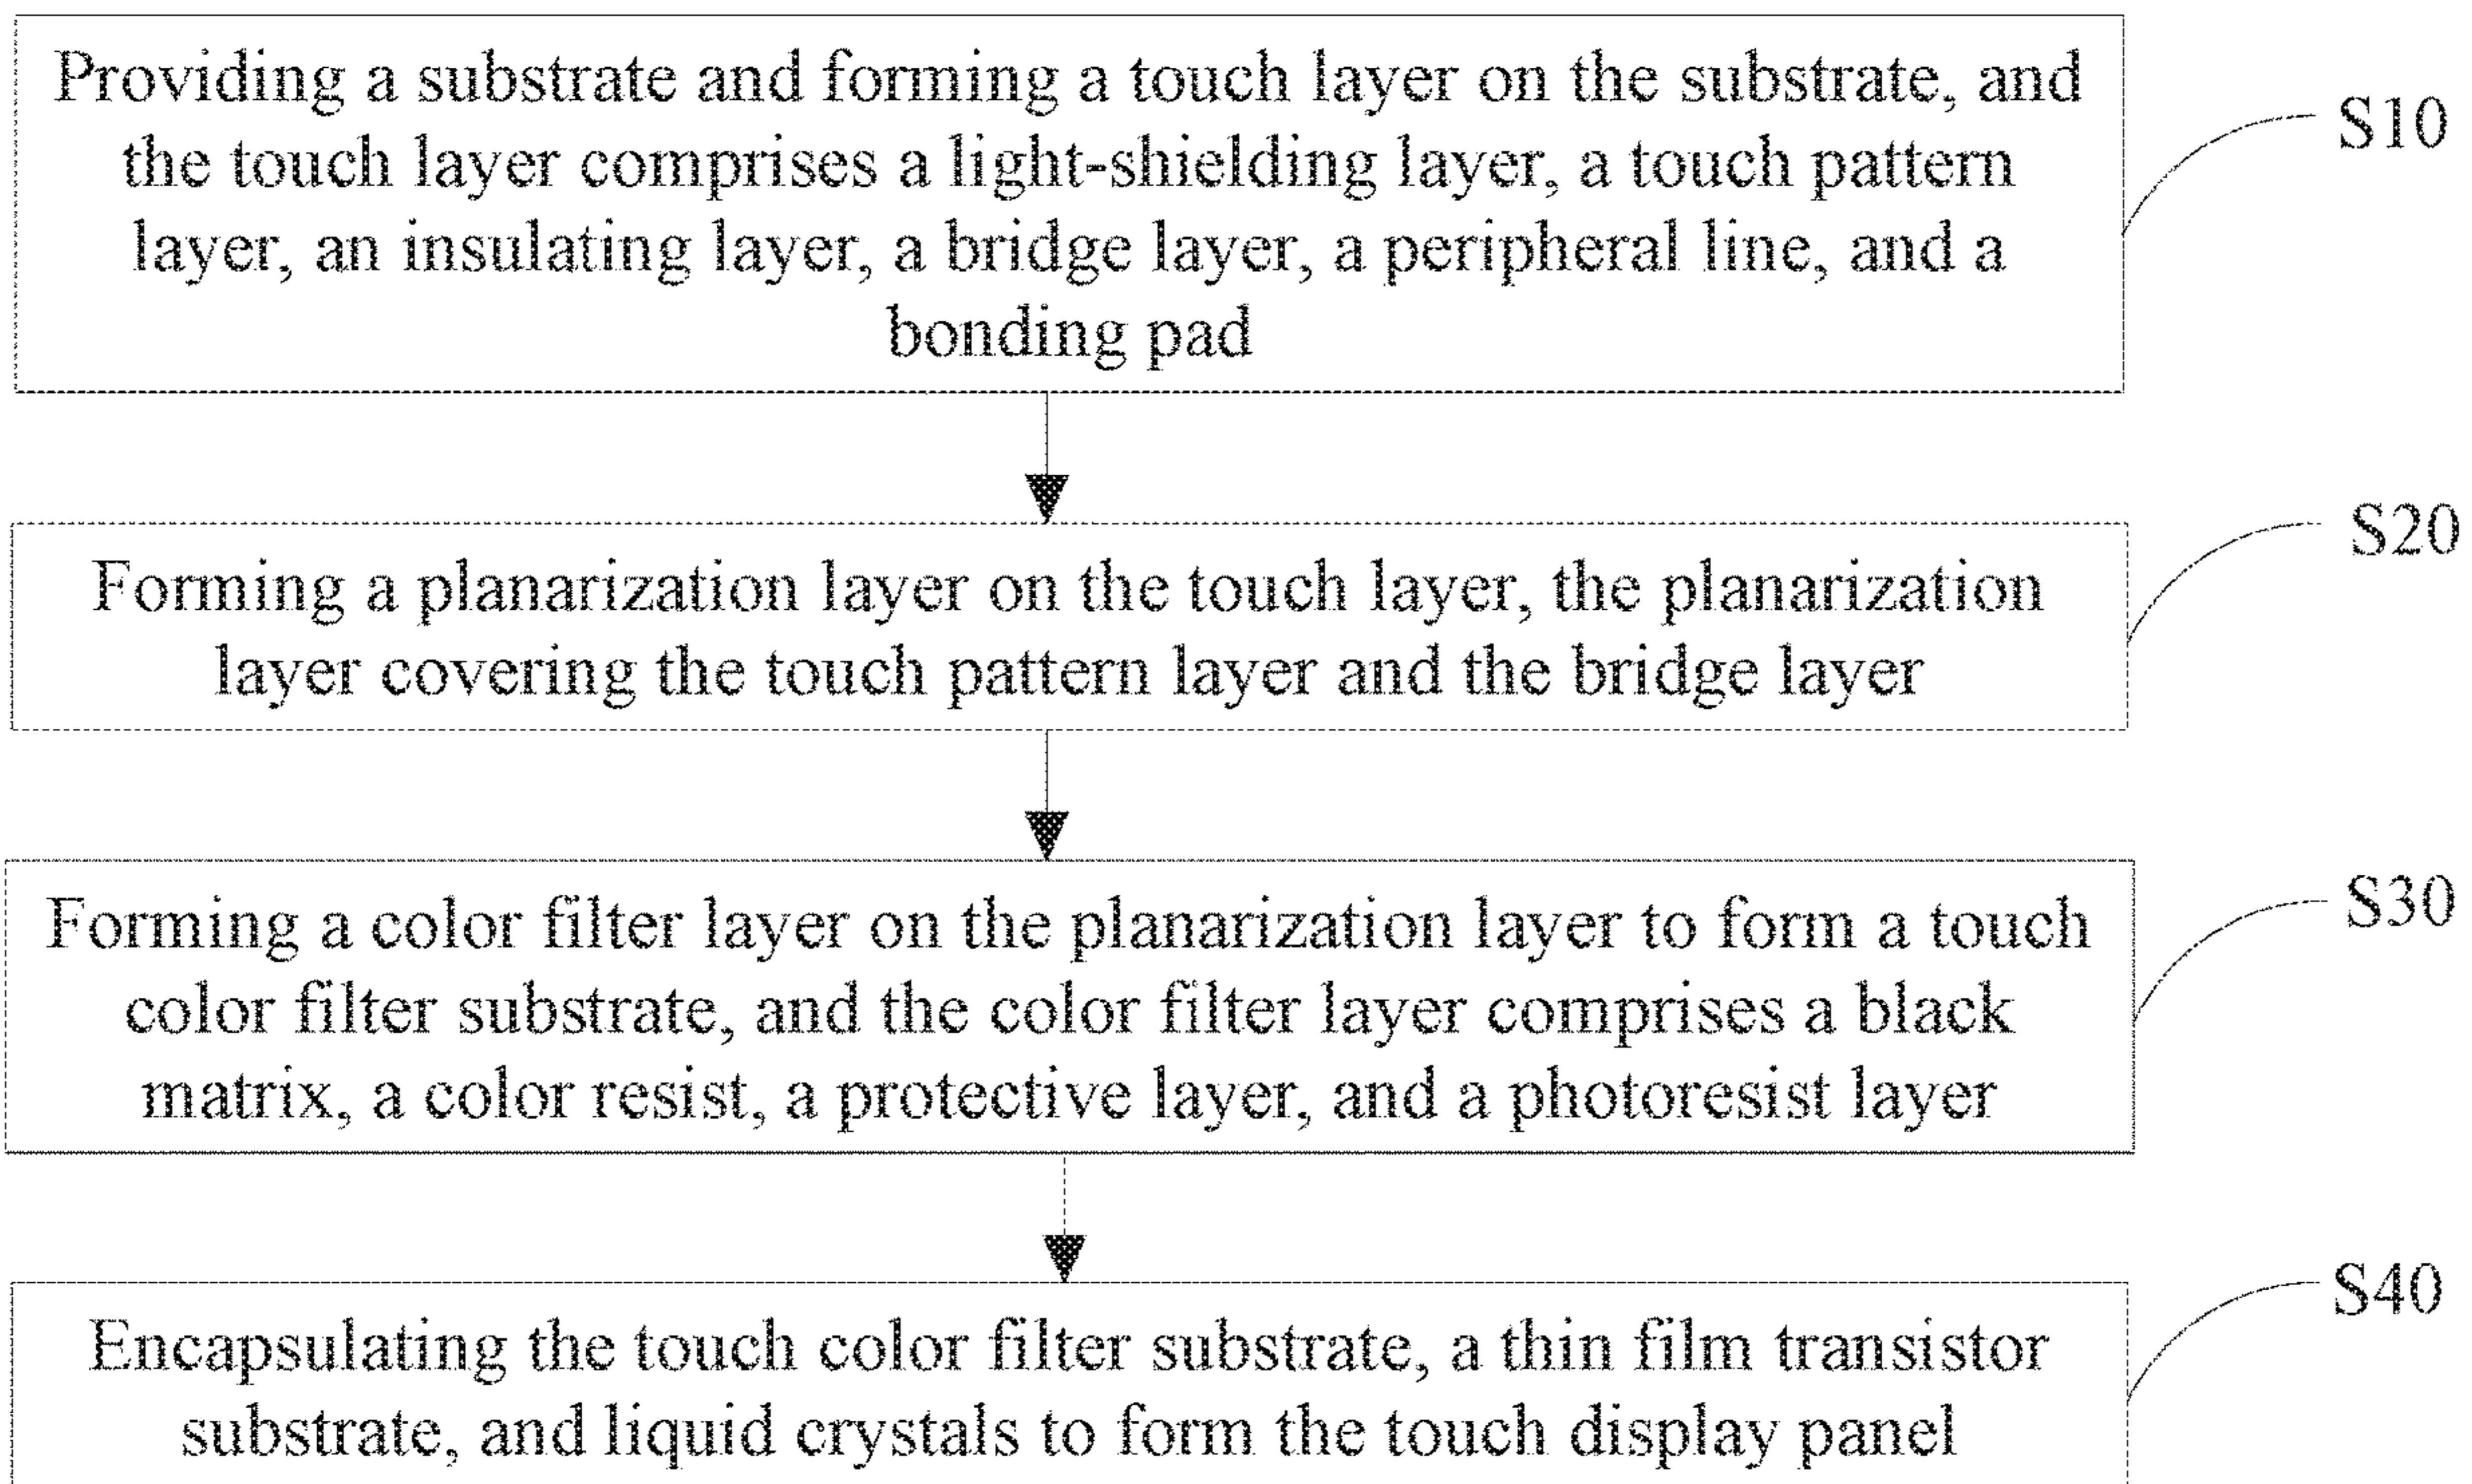 Providing a substrate and forming a touch layer on the substrate, and
the touch layer comprises a light-shielding layer, a touch pattern
layer, an insulating layer, a bridge layer, a peripheral line, and a
bonding pad
S10
Forming a planarization layer on the touch layer, the planarization
layer covering the touch pattern layer and the bridge layer
S20
Forming a color filter layer on the planarization layer to form a touch
color filter substrate, and the color filter layer comprises a black
matrix, a color resist, a protective layer, and a photoresist layer
S30
Encapsulating the touch color filter substrate, a thin film transistor
substrate, and liquid crystals to form the touch display panel
S40